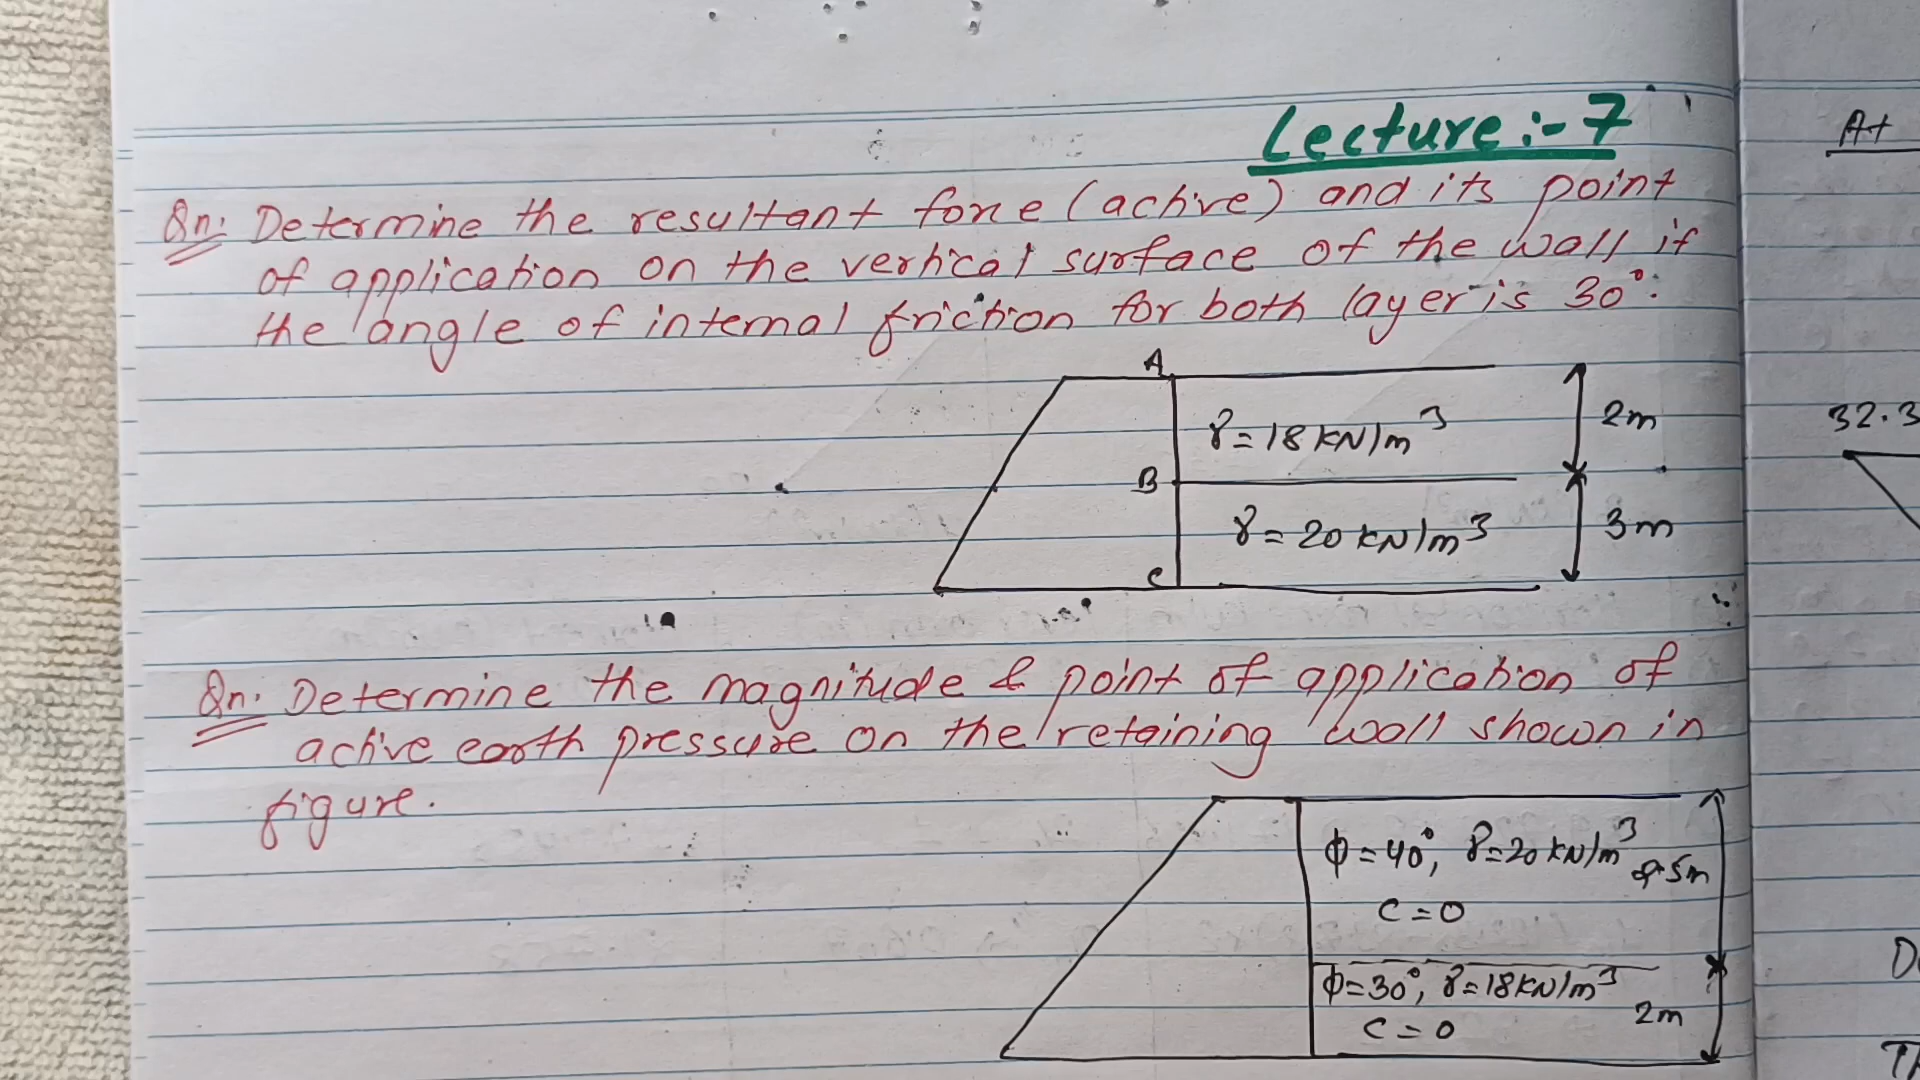 Lecture:-7
Qn: Determine the resultant force (active) and its point
of application on the vertical surface of the wall if
the angle of internal friction for both layer is 30°.
A
γ=18 kN/m³
2m
B
γ=20 kN/m³
3m
C
Qn. Determine the magnitude & point of application of
active earth pressure on the retaining wall shown in
figure.
φ=40°, γ=20 kN/m³
5m
C=0
φ=30°, γ=18 kN/m³
2m
C=0
At
32.3